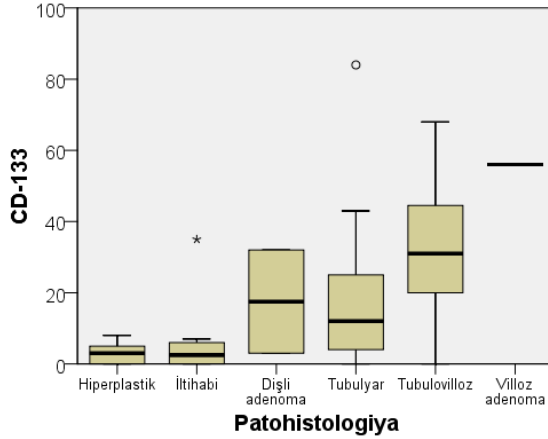 100
80
60
40
20
0
CD-133
Hiperplastik
İltihabi
Dişli
adenoma
Tubulyar
Tubulovilloz
Villoz
adenoma
Patohistologiya